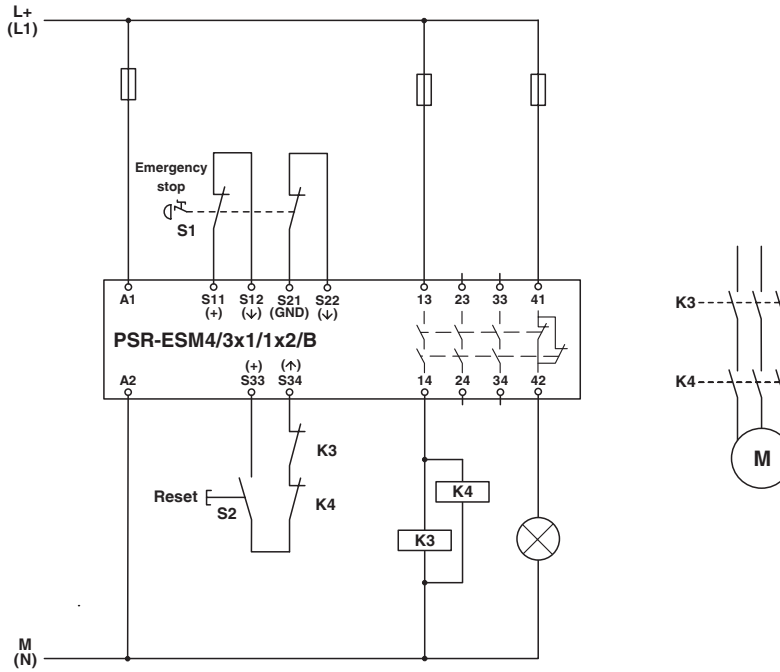 L+
(L1)
Emergency
stop
S1
A1
S11
(+)
S12
(↓)
S21
(GND)
S22
(↓)
13
23
33
41
PSR-ESM4/3x1/1x2/B
A2
(+)
S33
(↑)
S34
14
24
34
42
K3
K4
Reset
S2
K4
K3
K3
K4
M
M
(N)